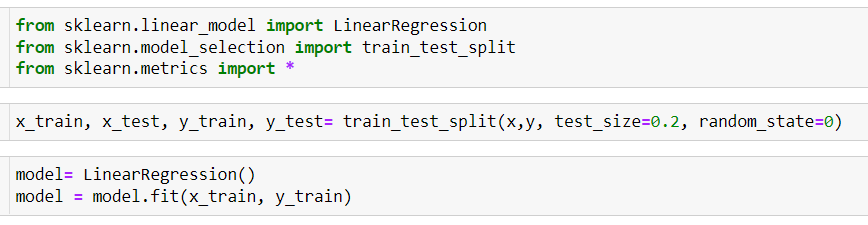 from sklearn.linear_model import LinearRegression
from sklearn.model_selection import train_test_split
from sklearn.metrics import *
x_train, x_test, y_train, y_test= train_test_split(x,y, test_size=0.2, random_state=0)
model= LinearRegression()
model = model.fit(x_train, y_train)